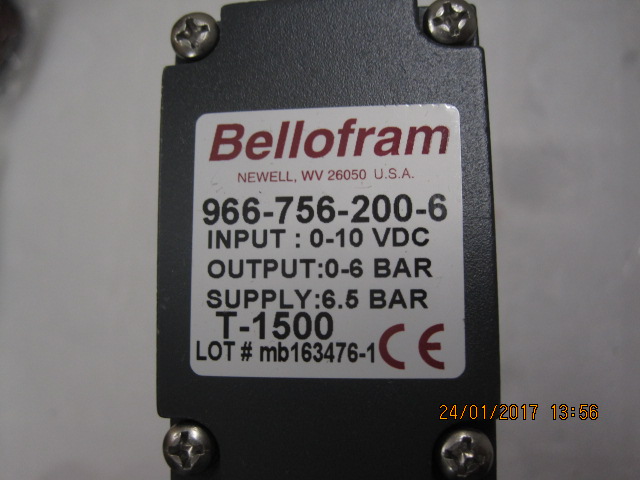 Bellofram
NEWELL, WV 26050 U.S.A.
966-756-200-6
INPUT : 0-10 VDC
OUTPUT:0-6 BAR
SUPPLY:6.5 BAR
T-1500
LOT # mb163476-1 CE
24/01/2017 13:56